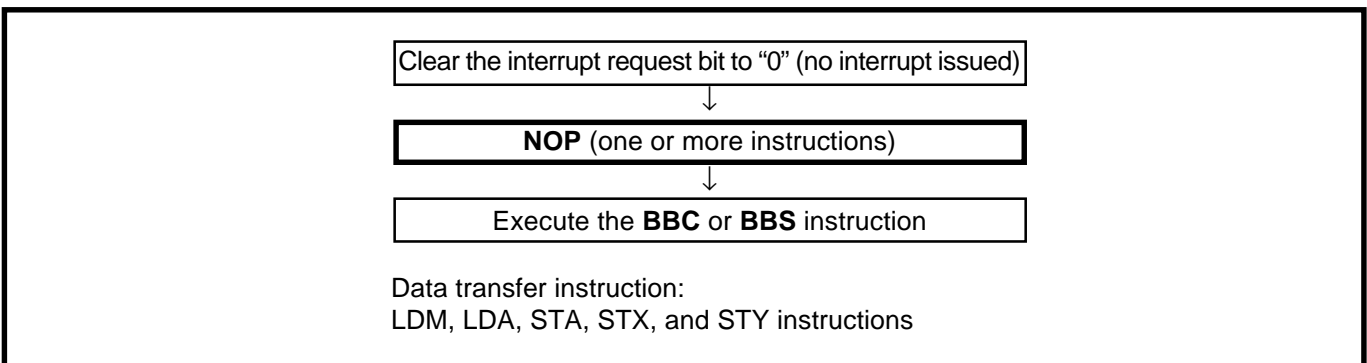 Clear the interrupt request bit to “0” (no interrupt issued)
↓
NOP (one or more instructions)
↓
Execute the BBC or BBS instruction
Data transfer instruction:
LDM, LDA, STA, STX, and STY instructions